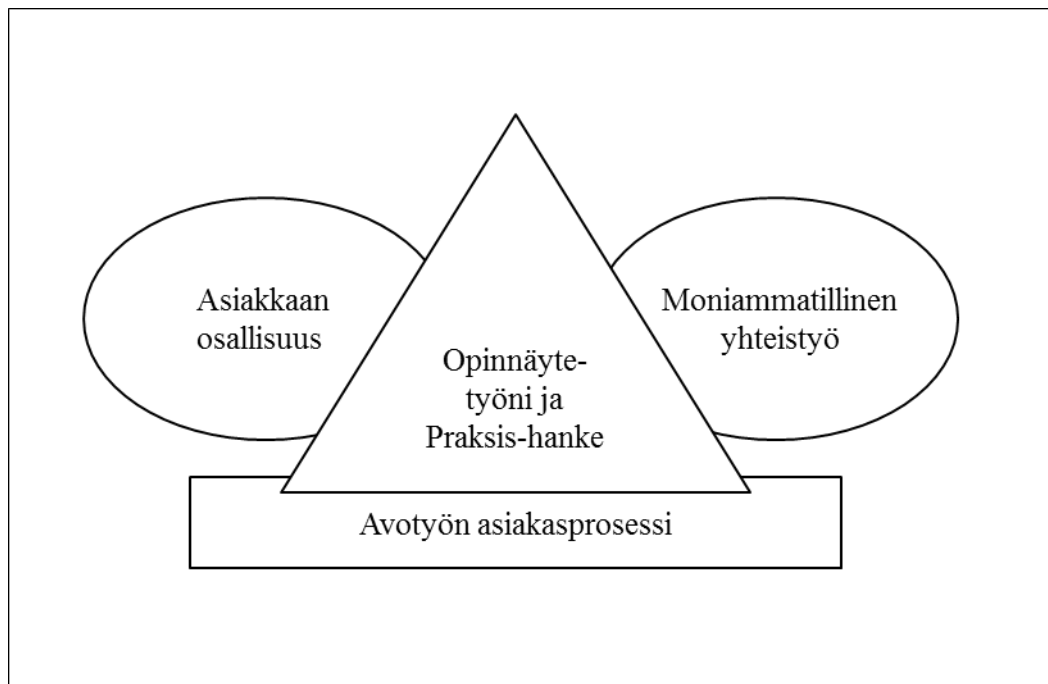 Asiakkaan
osallisuus
Opinnäyte-
työni ja
Praksis-hanke
Moniammatillinen
yhteistyö
Avotyön asiakasprosessi